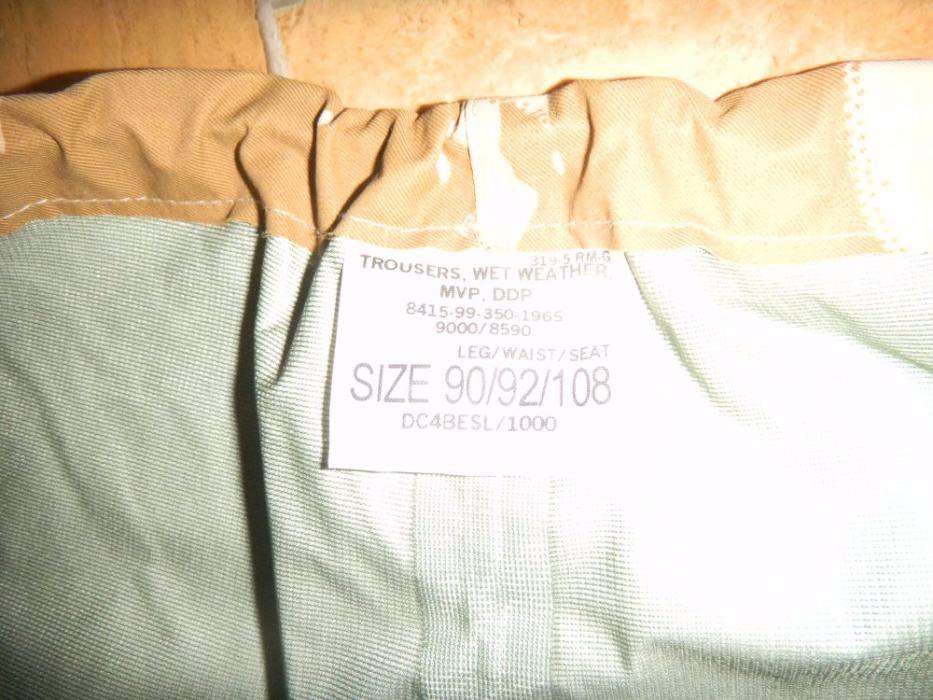 319-5 RM-G
TROUSERS, WET WEATHER,
MVP, DDP
8415-99-350-1965
9000/8590
LEG/WAIST/SEAT
SIZE 90/92/108
DC4BESL/1000